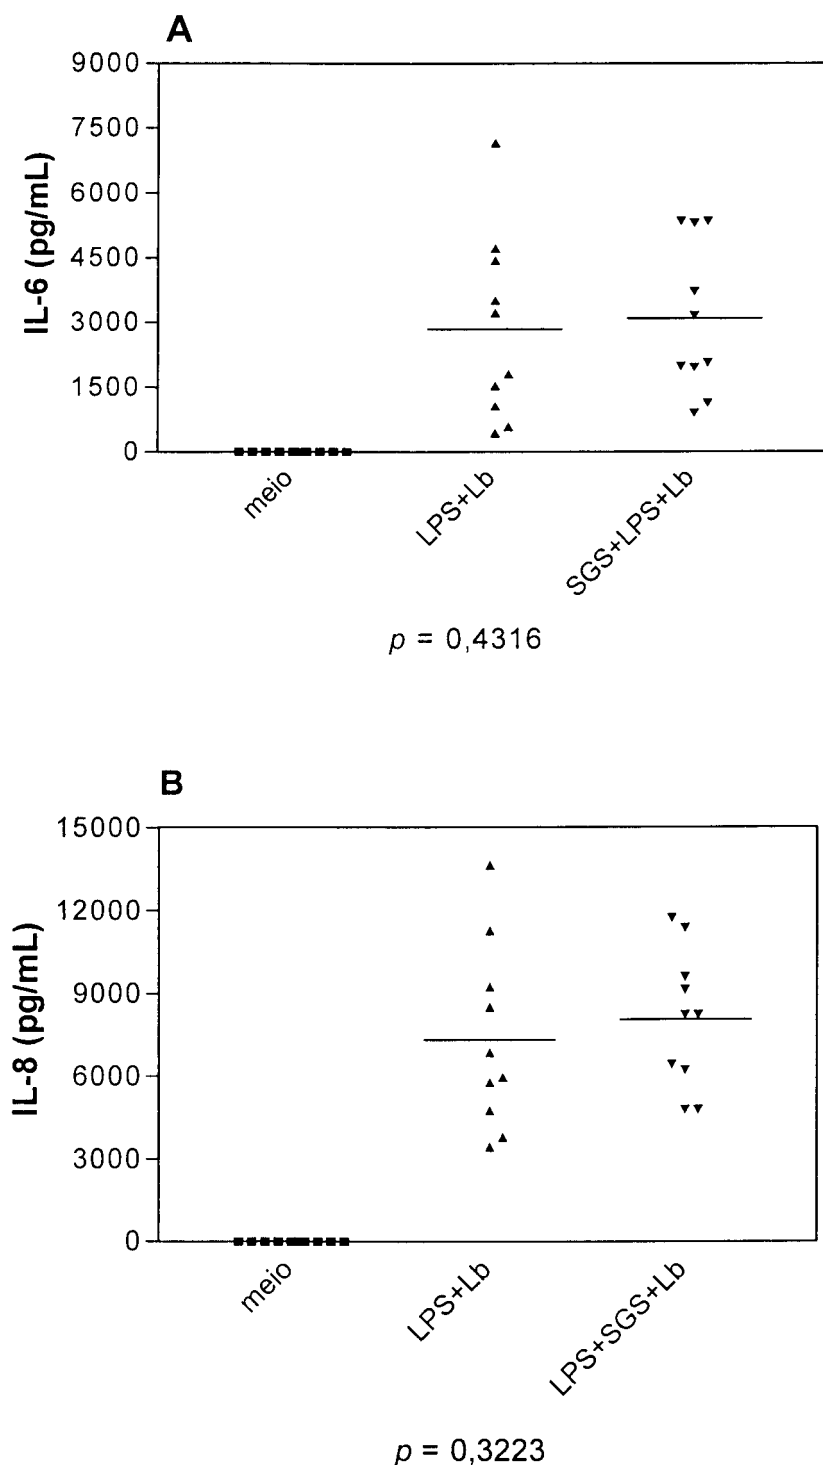 A
9000
7500
6000
4500
3000
1500
0
IL-6 (pg/mL)
meio
LPS+Lb
SGS+LPS+Lb
p = 0,4316
B
15000
12000
9000
6000
3000
0
IL-8 (pg/mL)
meio
LPS+Lb
LPS+SGS+Lb
p = 0,3223